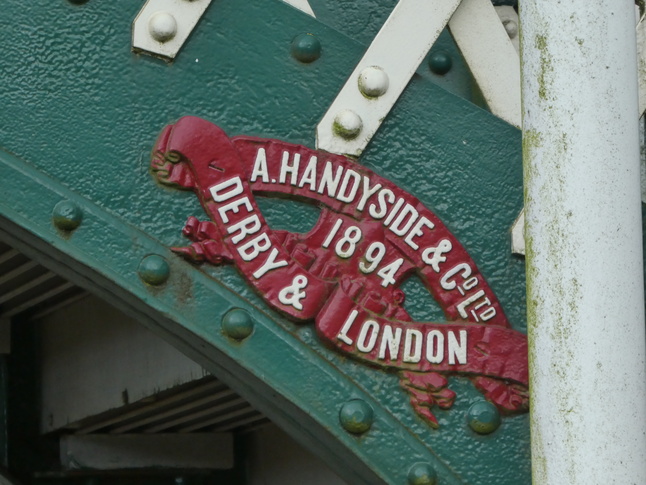 A. HANDYSIDE & Co LTD
1894
DERBY &
LONDON